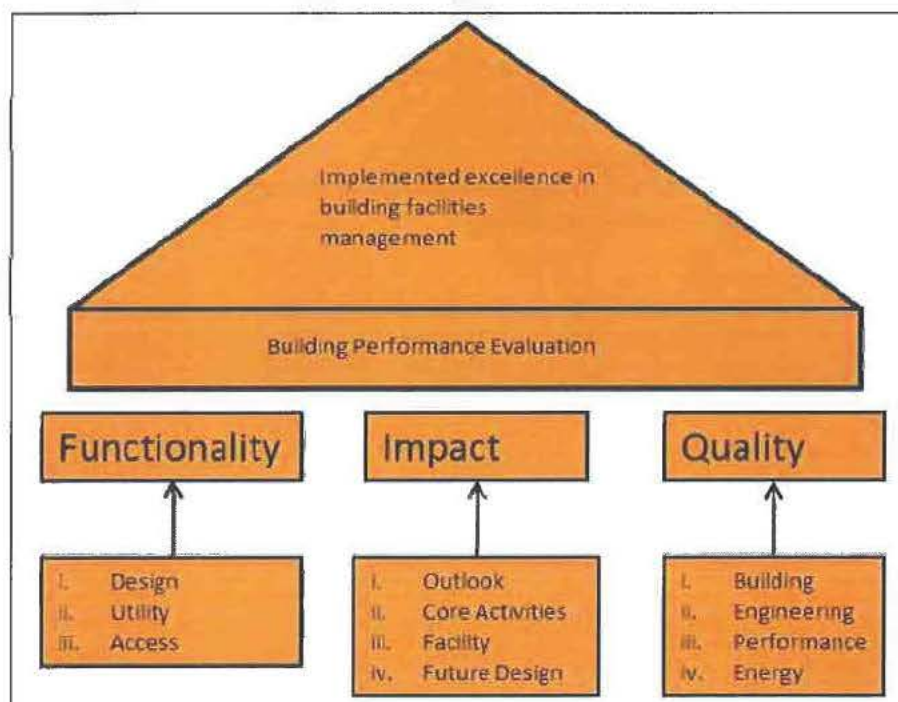 Implemented excellence in
building facilities
management
Building Performance Evaluation
Functionality
Impact
Quality
i. Design
ii. Utility
iii. Access
i. Outlook
ii. Core Activities
iii. Facility
iv. Future Design
i. Building
ii. Engineering
iii. Performance
iv. Energy